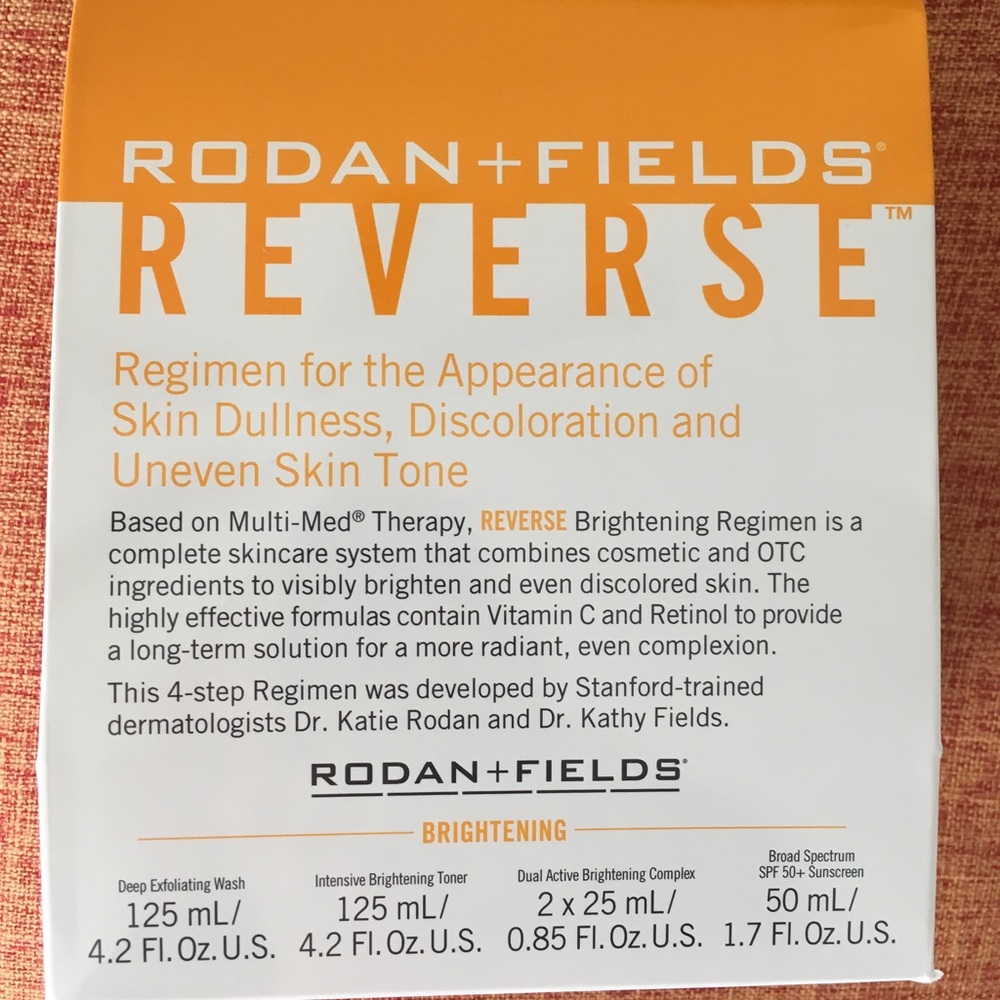 RODAN+FIELDS®
REVERSE™
Regimen for the Appearance of
Skin Dullness, Discoloration and
Uneven Skin Tone
Based on Multi-Med® Therapy, REVERSE Brightening Regimen is a
complete skincare system that combines cosmetic and OTC
ingredients to visibly brighten and even discolored skin. The
highly effective formulas contain Vitamin C and Retinol to provide
a long-term solution for a more radiant, even complexion.
This 4-step Regimen was developed by Stanford-trained
dermatologists Dr. Katie Rodan and Dr. Kathy Fields.
RODAN+FIELDS®
BRIGHTENING
Deep Exfoliating Wash
125 mL/
4.2 Fl.Oz.U.S.
Intensive Brightening Toner
125 mL/
4.2 Fl.Oz.U.S.
Dual Active Brightening Complex
2 x 25 mL/
0.85 Fl.Oz.U.S.
Broad Spectrum
SPF 50+ Sunscreen
50 mL/
1.7 Fl.Oz.U.S.